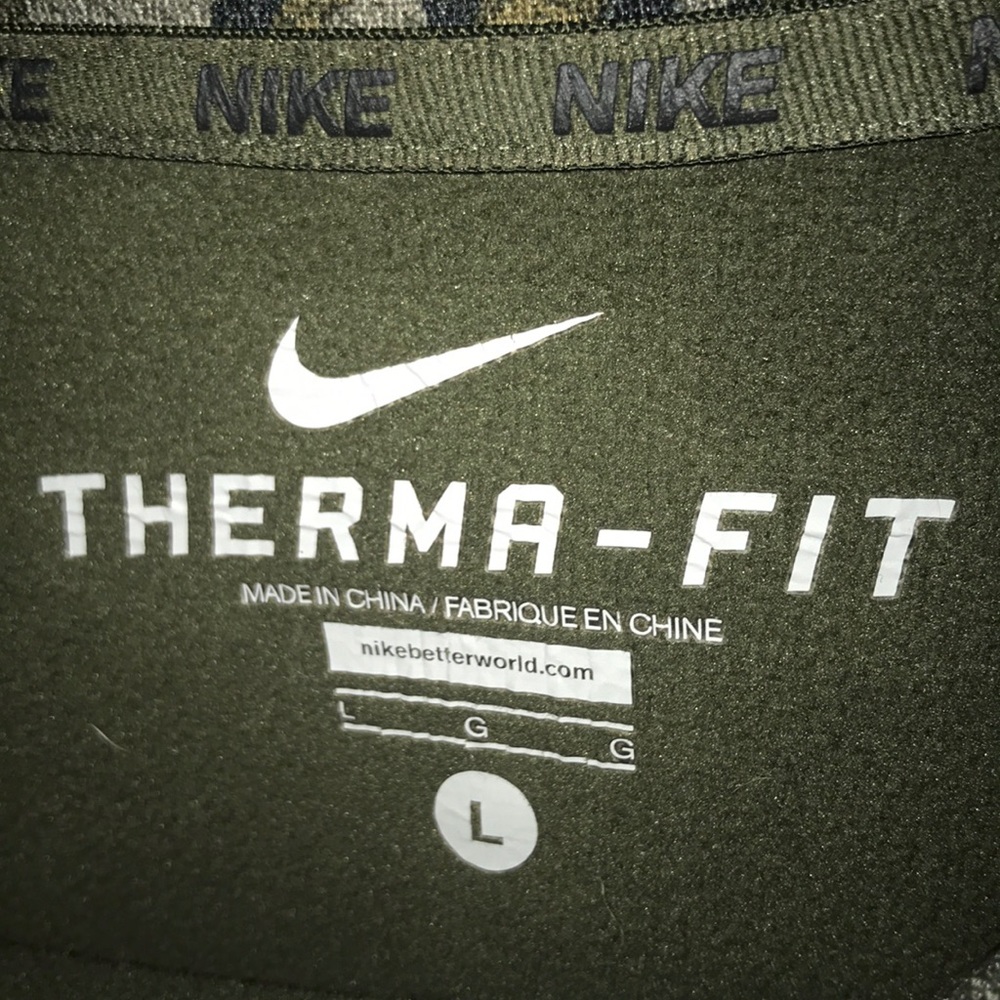 NIKE NIKE
THERMA-FIT
MADE IN CHINA / FABRIQUE EN CHINE
nikebetterworld.com
L G G
L